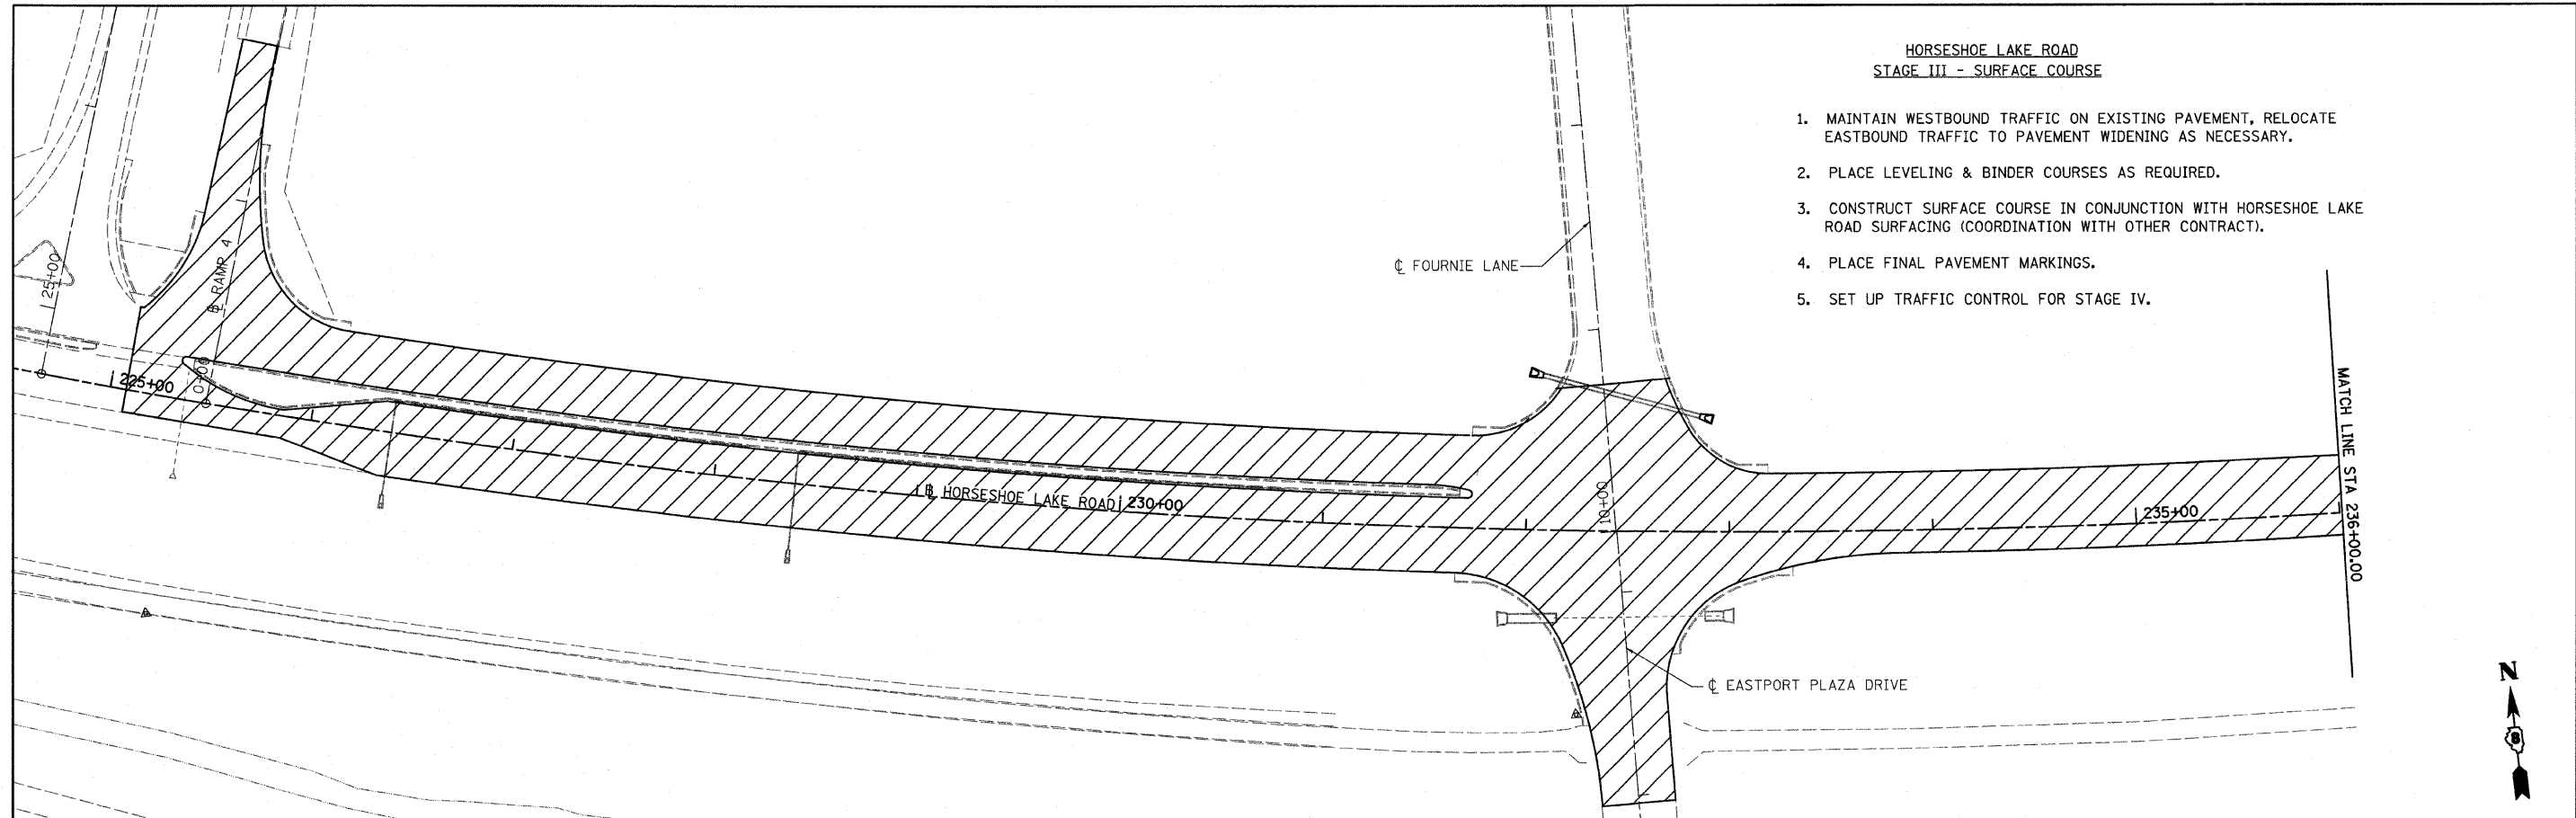 HORSESHOE LAKE ROAD
STAGE III - SURFACE COURSE
1. MAINTAIN WESTBOUND TRAFFIC ON EXISTING PAVEMENT, RELOCATE
EASTBOUND TRAFFIC TO PAVEMENT WIDENING AS NECESSARY.
2. PLACE LEVELING & BINDER COURSES AS REQUIRED.
3. CONSTRUCT SURFACE COURSE IN CONJUNCTION WITH HORSESHOE LAKE
ROAD SURFACING (COORDINATION WITH OTHER CONTRACT).
4. PLACE FINAL PAVEMENT MARKINGS.
5. SET UP TRAFFIC CONTROL FOR STAGE IV.
25+00
RAMP 4
℄ FOURNIE LANE
225+00
0+00
HORSESHOE LAKE ROAD
230+00
10+00
235+00
MATCH LINE STA 236+00.00
℄ EASTPORT PLAZA DRIVE
N